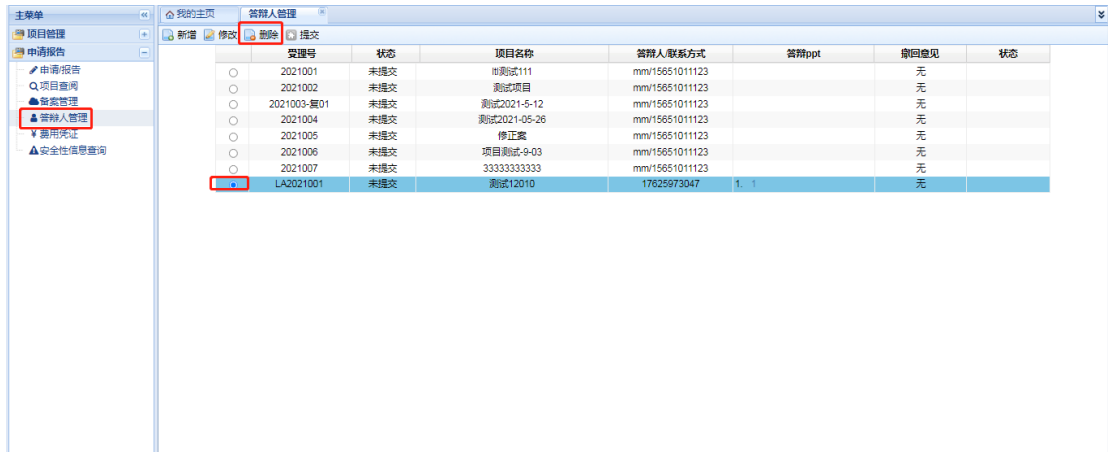 主菜单
项目管理
申请报告
申请/报告
项目查阅
备案管理
答辩人管理
费用凭证
安全性信息查询
我的主页 答辩人管理
新增 修改 删除 提交
受理号 状态 项目名称 答辩人/联系方式 答辩ppt 撤回意见 状态
2021001 未提交 ltl测试111 mm/15651011123 无
2021002 未提交 测试项目 mm/15651011123 无
2021003-复01 未提交 测试2021-5-12 mm/15651011123 无
2021004 未提交 测试2021-05-26 mm/15651011123 无
2021005 未提交 修正案 mm/15651011123 无
2021006 未提交 项目测试-9-03 mm/15651011123 无
2021007 未提交 33333333333 mm/15651011123 无
LA2021001 未提交 测试12010 17625973047 1. 1 无